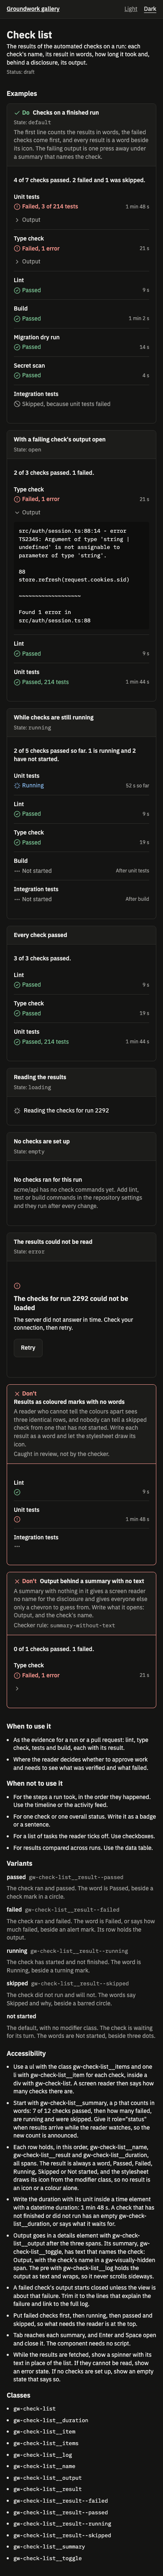 Groundwork gallery
Light
Dark
Check list
The results of the automated checks on a run: each
check's name, its result in words, how long it took and,
behind a disclosure, its output.
Status: draft
Examples
Do Checks on a finished run
State: default
The first line counts the results in words, the failed
checks come first, and every result is a word beside
its icon. The failing output is one press away under
a summary that names the check.
4 of 7 checks passed. 2 failed and 1 was skipped.
Unit tests
Failed, 3 of 214 tests
1 min 48 s
Output
Type check
Failed, 1 error
21 s
Output
Lint
Passed
9 s
Build
Passed
1 min 2 s
Migration dry run
Passed
14 s
Secret scan
Passed
4 s
Integration tests
Skipped, because unit tests failed
With a failing check's output open
State: open
2 of 3 checks passed. 1 failed.
Type check
Failed, 1 error
21 s
Output
src/auth/session.ts:88:14 - error
TS2345: Argument of type 'string |
undefined' is not assignable to
parameter of type 'string'.
88
store.refresh(request.cookies.sid)
~~~~~~~~~~~~~~~~~~~
Found 1 error in
src/auth/session.ts:88
Lint
Passed
9 s
Unit tests
Passed, 214 tests
1 min 44 s
While checks are still running
State: running
2 of 5 checks passed so far. 1 is running and 2
have not started.
Unit tests
Running
52 s so far
Lint
Passed
9 s
Type check
Passed
19 s
Build
Not started
After unit tests
Integration tests
Not started
After build
Every check passed
3 of 3 checks passed.
Lint
Passed
9 s
Type check
Passed
19 s
Unit tests
Passed, 214 tests
1 min 44 s
Reading the results
State: loading
Reading the checks for run 2292
No checks are set up
State: empty
No checks ran for this run
acme/api has no check commands yet. Add lint,
test or build commands in the repository settings
and they run after every change.
The results could not be read
State: error
The checks for run 2292 could not be
loaded
The server did not answer in time. Check your
connection, then retry.
Retry
Don't
Results as coloured marks with no words
A reader who cannot tell the colours apart sees
three identical rows, and nobody can tell a skipped
check from one that has not started. Write each
result as a word and let the stylesheet draw its
icon.
Caught in review, not by the checker.
Lint
9 s
Unit tests
1 min 48 s
Integration tests
Don't Output behind a summary with no text
A summary with nothing in it gives a screen reader
no name for the disclosure and gives everyone else
only a chevron to guess from. Write what it opens:
Output, and the check's name.
Checker rule: summary-without-text
0 of 1 checks passed. 1 failed.
Type check
Failed, 1 error
21 s
When to use it
As the evidence for a run or a pull request: lint, type
check, tests and build, each with its result.
Where the reader decides whether to approve work
and needs to see what was verified and what failed.
When not to use it
For the steps a run took, in the order they happened.
Use the timeline or the activity feed.
For one check or one overall status. Write it as a badge
or a sentence.
For a list of tasks the reader ticks off. Use checkboxes.
For results compared across runs. Use the data table.
Variants
passed gw-check-list__result--passed
The check ran and passed. The word is Passed, beside a
check mark in a circle.
failed gw-check-list__result--failed
The check ran and failed. The word is Failed, or says how
much failed, beside an alert mark. Its row holds the
output.
running gw-check-list__result--running
The check has started and not finished. The word is
Running, beside a turning mark.
skipped gw-check-list__result--skipped
The check did not run and will not. The words say
Skipped and why, beside a barred circle.
not started
The default, with no modifier class. The check is waiting
for its turn. The words are Not started, beside three dots.
Accessibility
Use a ul with the class gw-check-list__items and one
li with gw-check-list__item for each check, inside a
div with gw-check-list. A screen reader then says how
many checks there are.
Start with gw-check-list__summary, a p that counts in
words: 7 of 12 checks passed, then how many failed,
are running and were skipped. Give it role="status"
when results arrive while the reader watches, so the
new count is announced.
Each row holds, in this order, gw-check-list__name,
gw-check-list__result and gw-check-list__duration,
all spans. The result is always a word, Passed, Failed,
Running, Skipped or Not started, and the stylesheet
draws its icon from the modifier class, so no result is
an icon or a colour alone.
Write the duration with its unit inside a time element
with a datetime duration: 1 min 48 s. A check that has
not finished or did not run has an empty gw-check-
list__duration, or says what it waits for.
Output goes in a details element with gw-check-
list__output after the three spans. Its summary, gw-
check-list__toggle, has text that names the check:
Output, with the check's name in a gw-visually-hidden
span. The pre with gw-check-list__log holds the
output as text and wraps, so it never scrolls sideways.
A failed check's output starts closed unless the view is
about that failure. Trim it to the lines that explain the
failure and link to the full log.
Put failed checks first, then running, then passed and
skipped, so what needs the reader is at the top.
Tab reaches each summary, and Enter and Space open
and close it. The component needs no script.
While the results are fetched, show a spinner with its
text in place of the list. If they cannot be read, show
an error state. If no checks are set up, show an empty
state that says so.
Classes
gw-check-list
gw-check-list__duration
gw-check-list__item
gw-check-list__items
gw-check-list__log
gw-check-list__name
gw-check-list__output
gw-check-list__result
gw-check-list__result--failed
gw-check-list__result--passed
gw-check-list__result--running
gw-check-list__result--skipped
gw-check-list__summary
gw-check-list__toggle